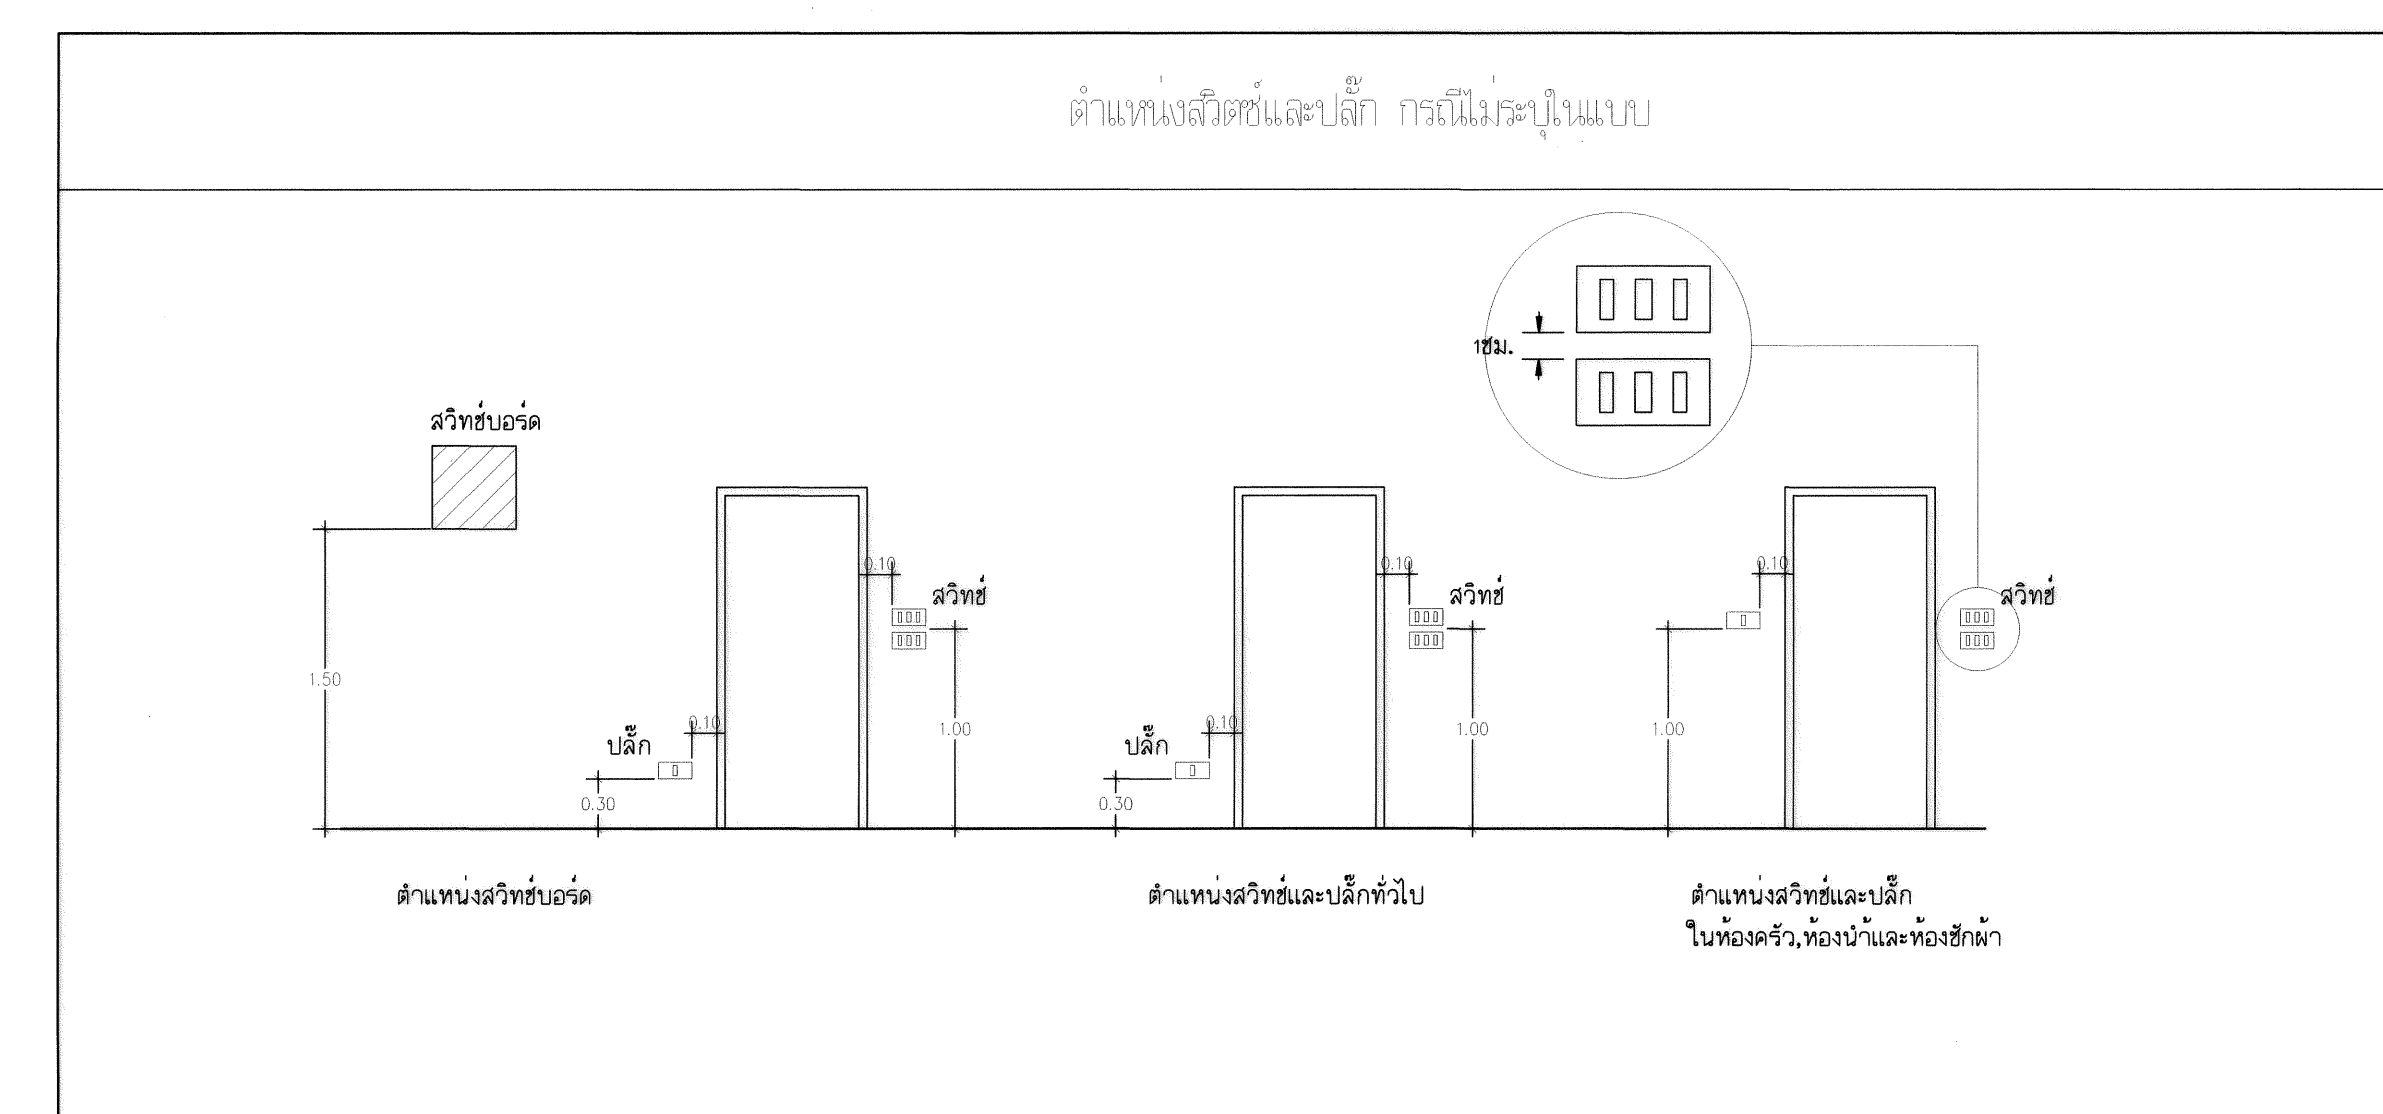 ตำแหน่งสวิตซ์และปลั๊ก กรณีไม่ระบุในแบบ
1ซม.
สวิทซ์บอร์ด
0.10
สวิทซ์
0.10
สวิทซ์
0.10
สวิทซ์
1.50
0.10
ปลั๊ก
1.00
0.10
ปลั๊ก
1.00
1.00
0.30
0.30
ตำแหน่งสวิทซ์บอร์ด
ตำแหน่งสวิทซ์และปลั๊กทั่วไป
ตำแหน่งสวิทซ์และปลั๊ก
ในห้องครัว,ห้องน้ำและห้องซักผ้า